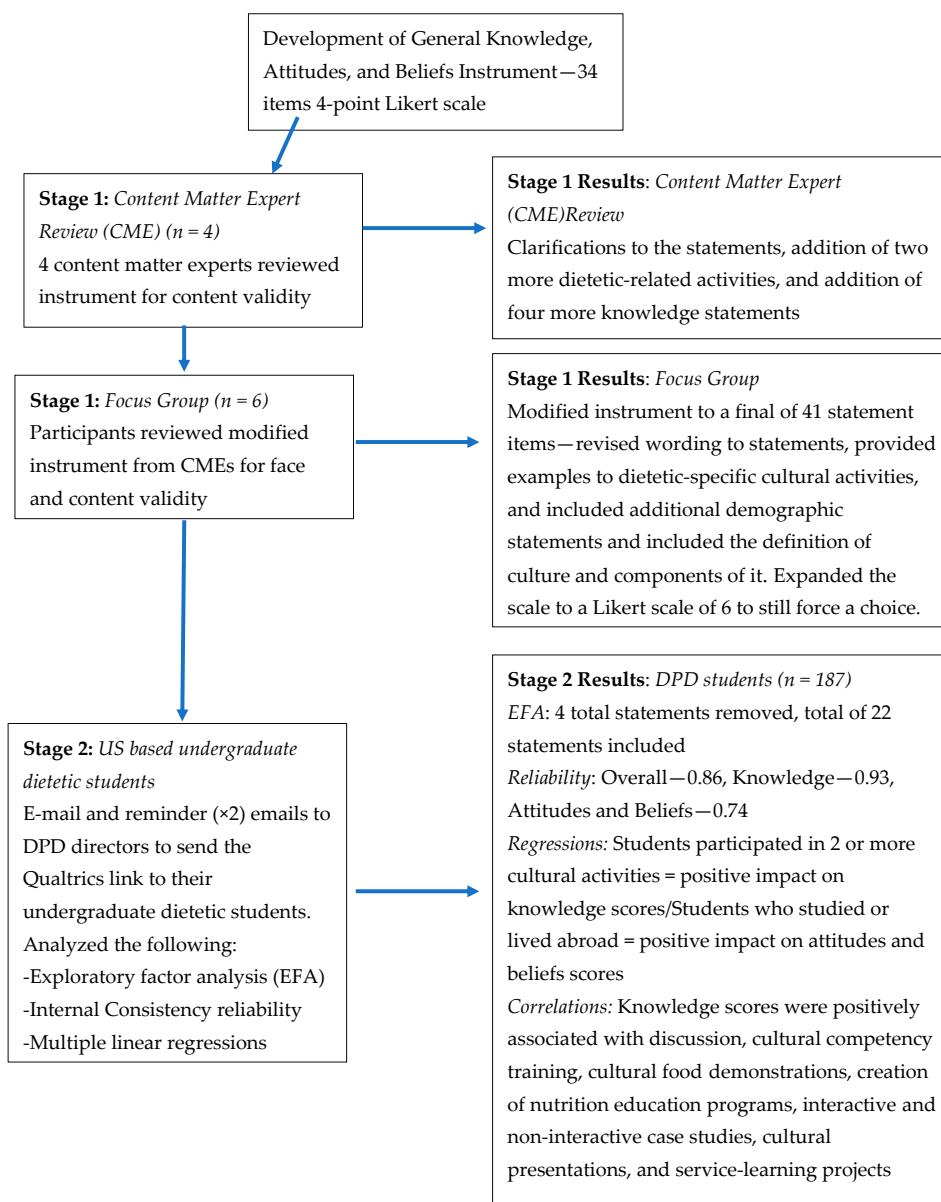 Development of General Knowledge,
Attitudes, and Beliefs Instrument—34
items 4-point Likert scale
Stage 1: Content Matter Expert
Review (CME) (n = 4)
4 content matter experts reviewed
instrument for content validity
Stage 1 Results: Content Matter Expert
(CME)Review
Clarifications to the statements, addition of two
more dietetic-related activities, and addition of
four more knowledge statements
Stage 1: Focus Group (n = 6)
Participants reviewed modified
instrument from CMEs for face
and content validity
Stage 1 Results: Focus Group
Modified instrument to a final of 41 statement
items—revised wording to statements, provided
examples to dietetic-specific cultural activities,
and included additional demographic
statements and included the definition of
culture and components of it. Expanded the
scale to a Likert scale of 6 to still force a choice.
Stage 2: US based undergraduate
dietetic students
E-mail and reminder (×2) emails to
DPD directors to send the
Qualtrics link to their
undergraduate dietetic students.
Analyzed the following:
-Exploratory factor analysis (EFA)
-Internal Consistency reliability
-Multiple linear regressions
Stage 2 Results: DPD students (n = 187)
EFA: 4 total statements removed, total of 22
statements included
Reliability: Overall—0.86, Knowledge—0.93,
Attitudes and Beliefs—0.74
Regressions: Students participated in 2 or more
cultural activities = positive impact on
knowledge scores/Students who studied or
lived abroad = positive impact on attitudes and
beliefs scores
Correlations: Knowledge scores were positively
associated with discussion, cultural competency
training, cultural food demonstrations, creation
of nutrition education programs, interactive and
non-interactive case studies, cultural
presentations, and service-learning projects